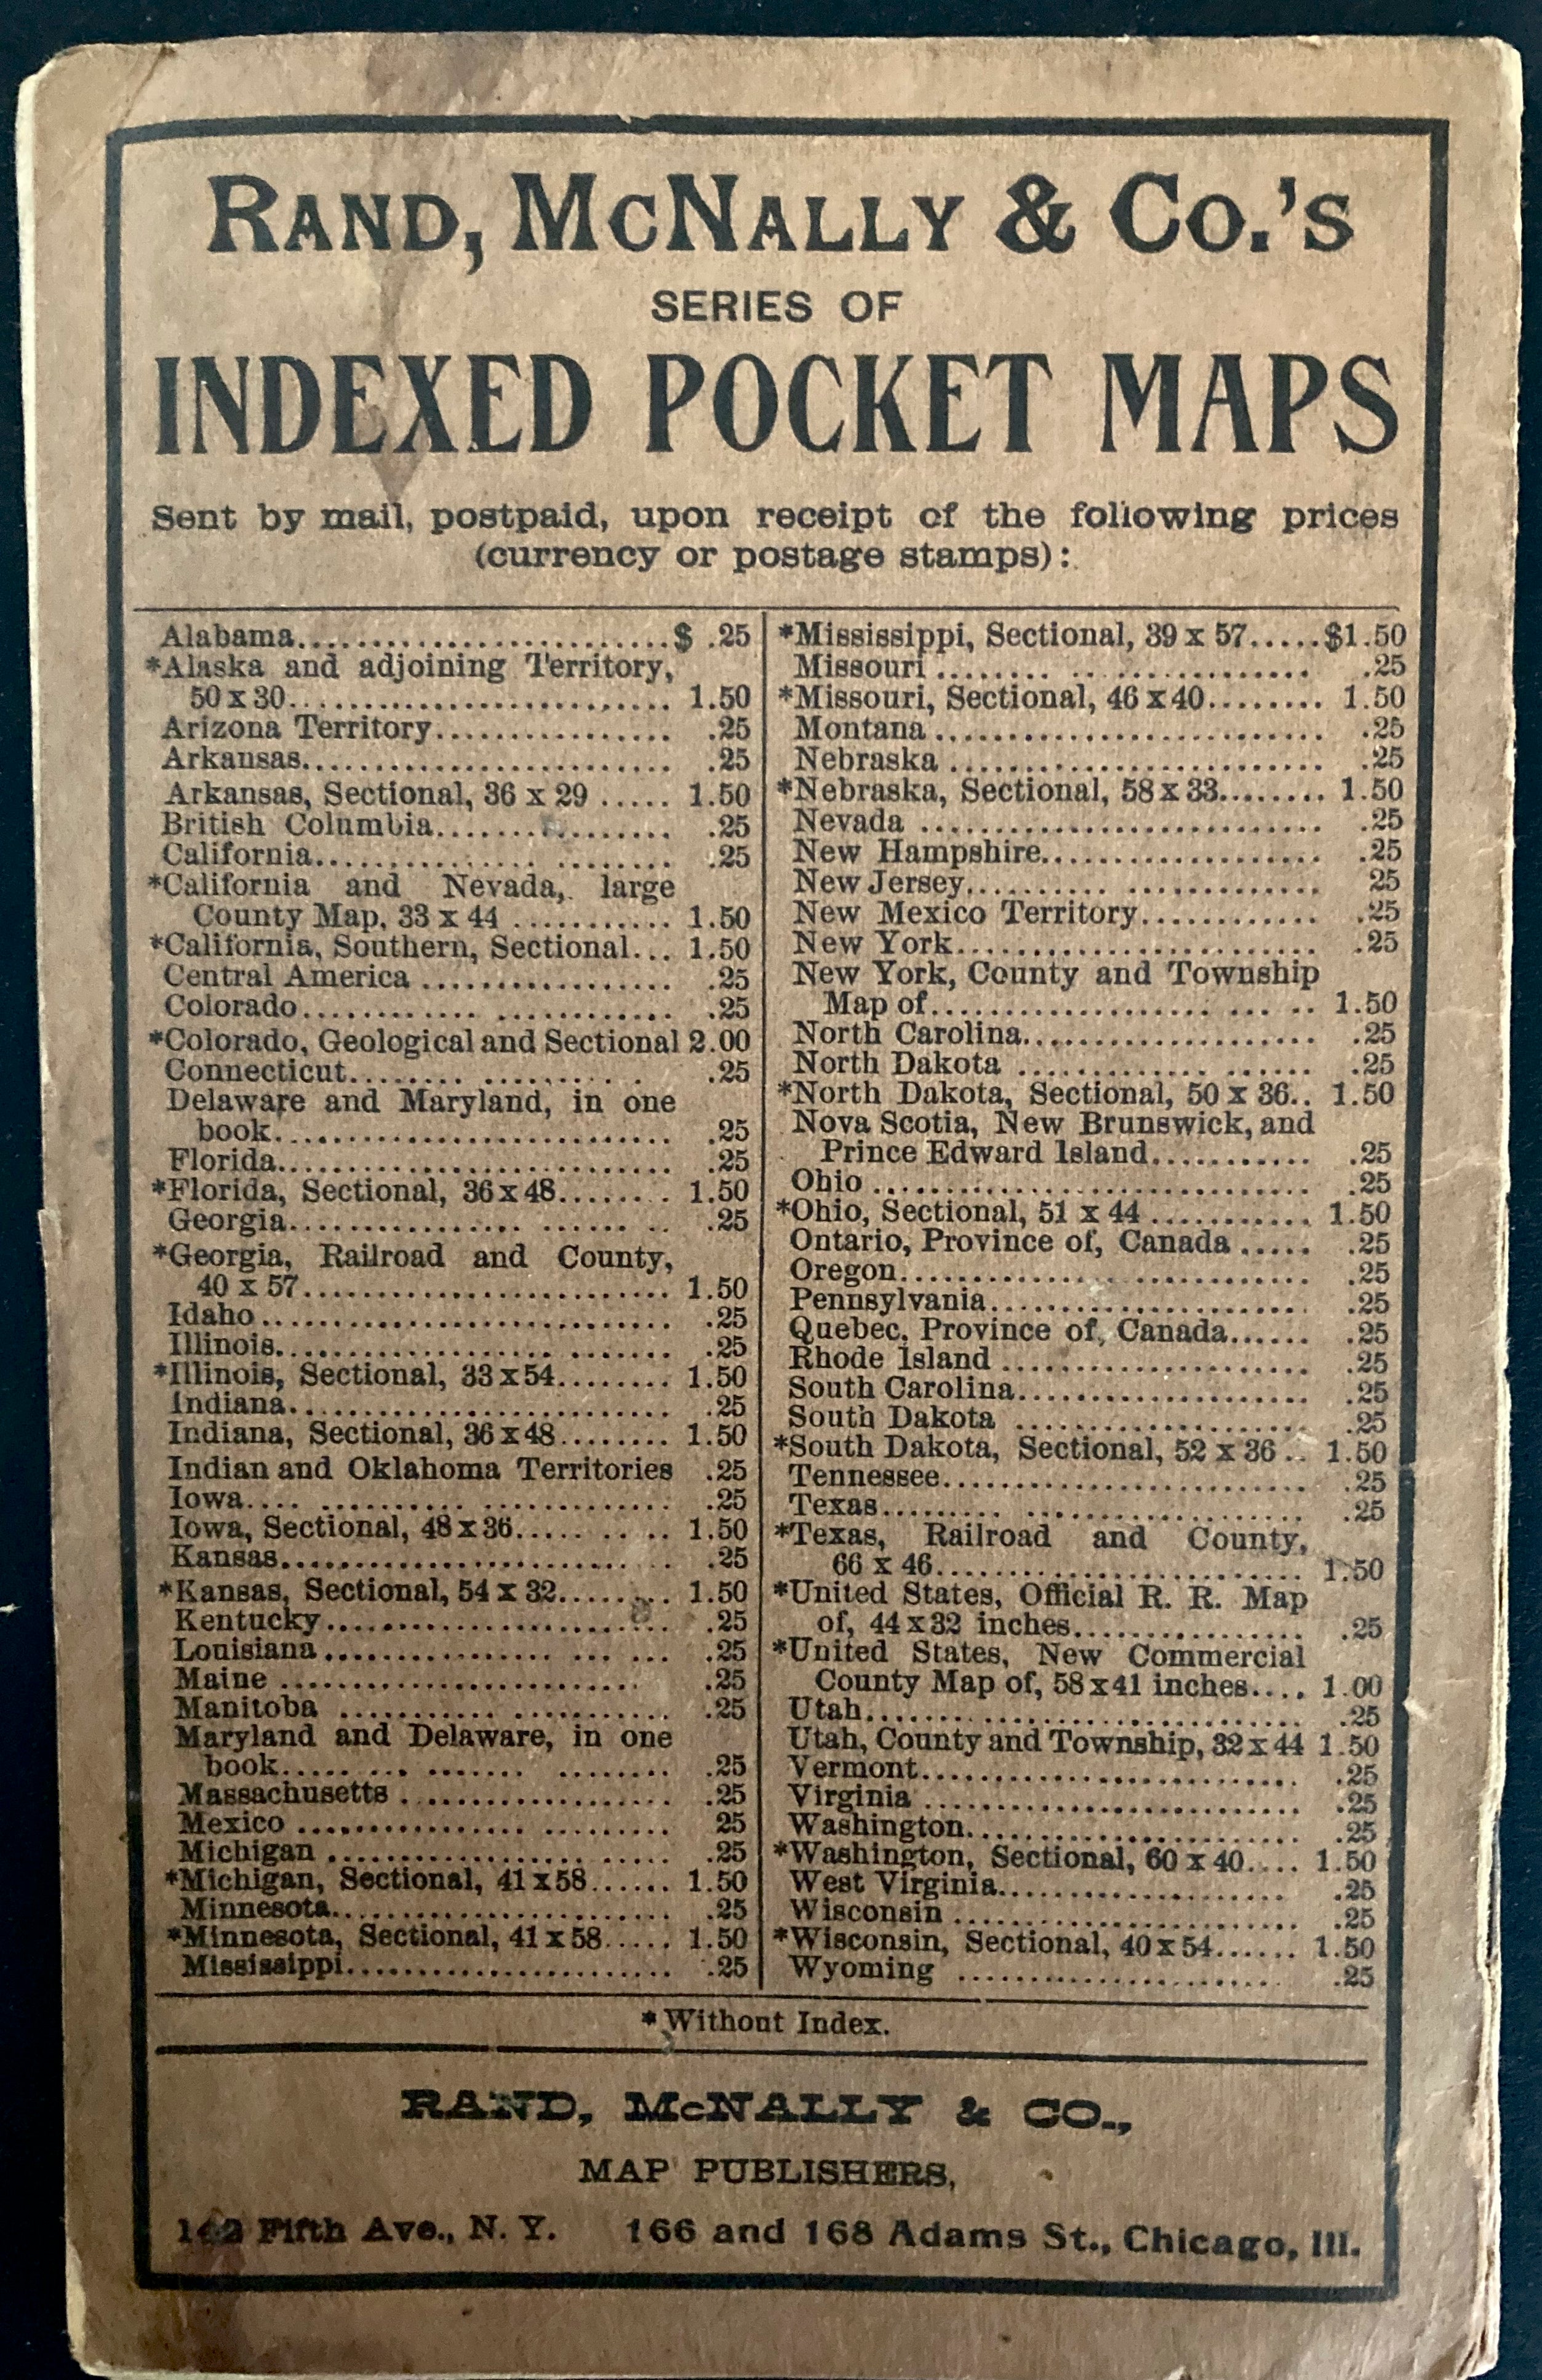 RAND, MCNALLY & CO.'S
SERIES OF
INDEXED POCKET MAPS
Sent by mail, postpaid, upon receipt of the following prices
(currency or postage stamps):
Alabama..........................$ .25
*Alaska and adjoining Territory,
50 x 30.......................... 1.50
Arizona Territory................ .25
Arkansas......................... .25
Arkansas, Sectional, 36 x 29 ..... 1.50
British Columbia................ .25
California....................... .25
*California and Nevada, large
County Map, 33 x 44 ........... 1.50
*California, Southern, Sectional... 1.50
Central America ................. .25
Colorado......................... .25
*Colorado, Geological and Sectional 2.00
Connecticut.................... .25
Delaware and Maryland, in one
book........................... .25
Florida........................... .25
*Florida, Sectional, 36 x 48........ 1.50
Georgia......................... .25
*Georgia, Railroad and County,
40 x 57......................... 1.50
Idaho............................ .25
Illinois........................... .25
*Illinois, Sectional, 33 x 54........ 1.50
Indiana.......................... .25
Indiana, Sectional, 36 x 48........ 1.50
Indian and Oklahoma Territories .25
Iowa............................ .25
Iowa, Sectional, 48 x 36.......... 1.50
Kansas.......................... .25
*Kansas, Sectional, 54 x 32........ 1.50
Kentucky........................ .25
Louisiana...................... .25
Maine ......................... .25
Manitoba ...................... .25
Maryland and Delaware, in one
book......................... .25
Massachusetts .................. .25
Mexico ......................... 25
Michigan ....................... .25
*Michigan, Sectional, 41 x 58...... 1.50
Minnesota........................ .25
*Minnesota, Sectional, 41 x 58..... 1.50
Mississippi....................... .25
*Mississippi, Sectional, 39 x 57.....$1.50
Missouri ........................ .25
*Missouri, Sectional, 46 x 40........ 1.50
Montana ........................... .25
Nebraska .......................... .25
*Nebraska, Sectional, 58 x 33........ 1.50
Nevada ............................ .25
New Hampshire.................... .25
New Jersey....................... 25
New Mexico Territory............ .25
New York......................... .25
New York, County and Township
Map of......................... 1.50
North Carolina.................... .25
North Dakota .................... .25
*North Dakota, Sectional, 50 x 36.. 1.50
Nova Scotia, New Brunswick, and
Prince Edward Island........... .25
Ohio .............................. .25
*Ohio, Sectional, 51 x 44 ........... 1.50
Ontario, Province of, Canada ..... .25
Oregon............................ .25
Pennsylvania...................... .25
Quebec, Province of, Canada...... .25
Rhode Island ..................... .25
South Carolina.................... .25
South Dakota .................... .25
*South Dakota, Sectional, 52 x 36 .. 1.50
Tennessee......................... .25
Texas............................. .25
*Texas, Railroad and County,
66 x 46........................... 1.50
*United States, Official R. R. Map
of, 44 x 32 inches................ .25
*United States, New Commercial
County Map of, 58 x 41 inches.... 1.00
Utah.............................. .25
Utah, County and Township, 32 x 44 1.50
Vermont.......................... .25
Virginia ......................... .25
Washington...................... .25
*Washington, Sectional, 60 x 40.... 1.50
West Virginia.................... .25
Wisconsin ....................... .25
*Wisconsin, Sectional, 40 x 54...... 1.50
Wyoming ....................... .25
*Without Index.
RAND, McNALLY & CO.,
MAP PUBLISHERS,
Fifth Ave., N. Y. 166 and 168 Adams St., Chicago, Ill.